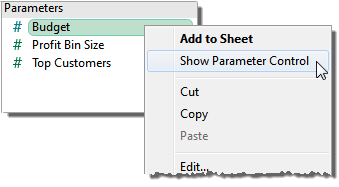 Parameters
# Budget
# Profit Bin Size
# Top Customers
Add to Sheet
Show Parameter Control
Cut
Copy
Paste
Edit...